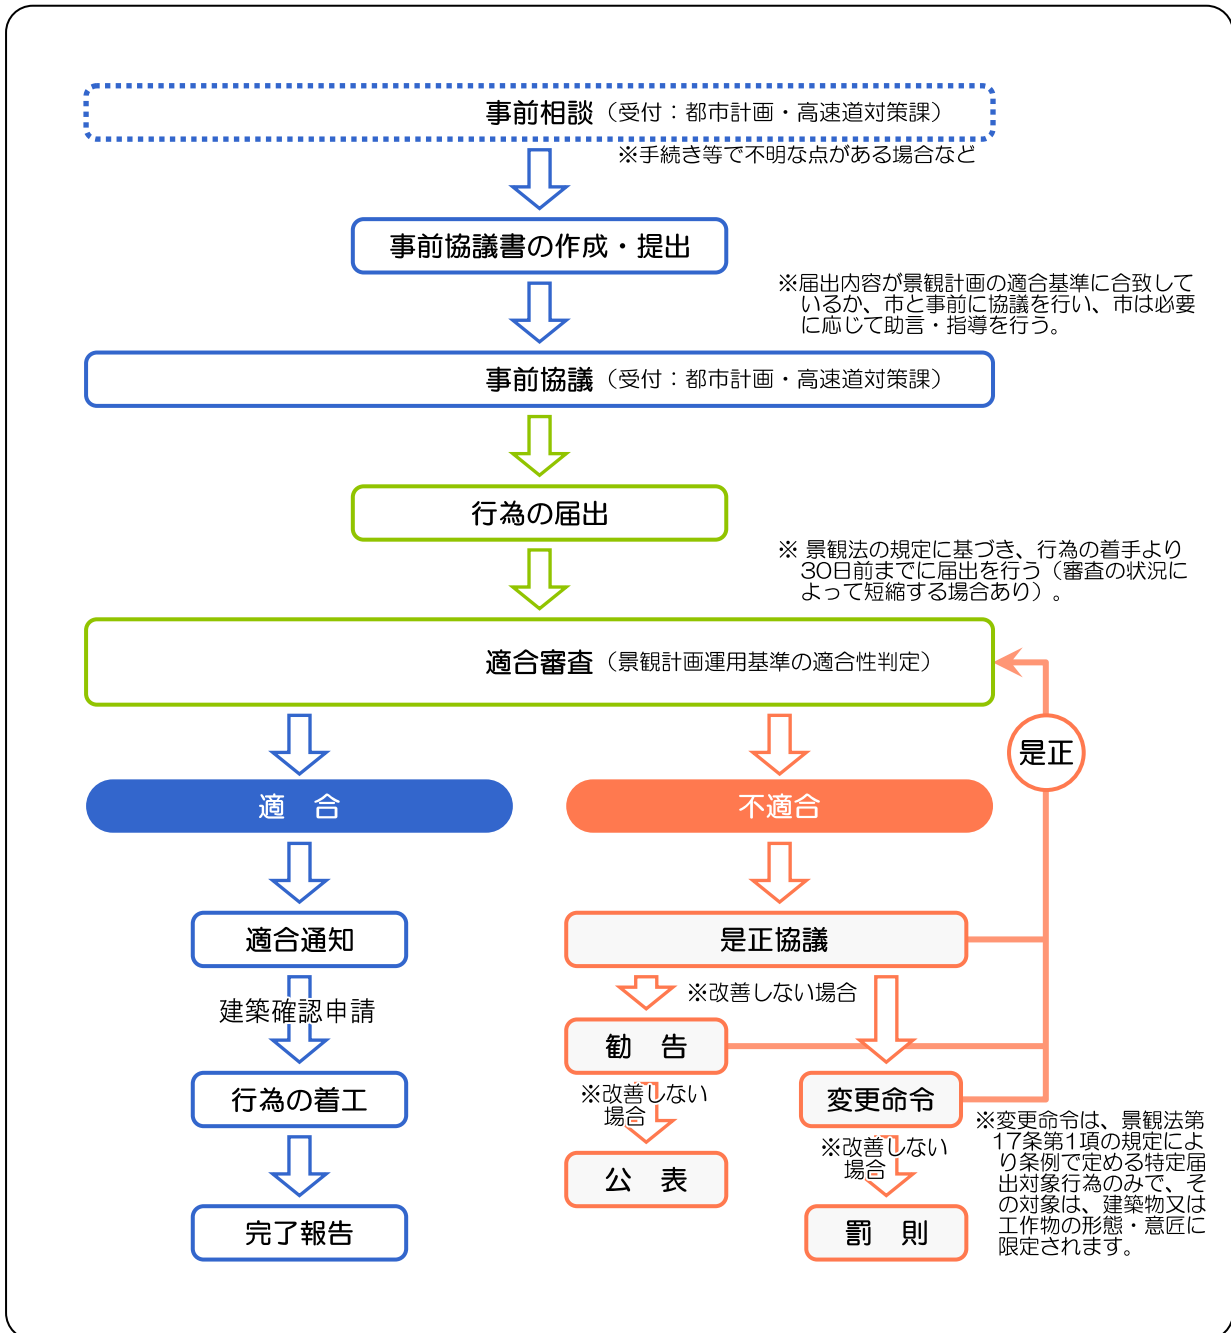 事前相談（受付：都市計画・高速道対策課）
※手続き等で不明な点がある場合など
事前協議書の作成・提出
※届出内容が景観計画の適合基準に合致して
いるか、市と事前に協議を行い、市は必要
に応じて助言・指導を行う。
事前協議（受付：都市計画・高速道対策課）
行為の届出
※ 景観法の規定に基づき、行為の着手より
30日前までに届出を行う（審査の状況に
よって短縮する場合あり）。
適合審査（景観計画運用基準の適合性判定）
是正
適　合
不適合
適合通知
是正協議
※改善しない場合
建築確認申請
勧　告
行為の着工
※改善しない
場合
変更命令
※変更命令は、景観法第
17条第1項の規定によ
り条例で定める特定届
出対象行為のみで、そ
の対象は、建築物又は
工作物の形態・意匠に
限定されます。
※改善しない
場合
公　表
完了報告
罰　則